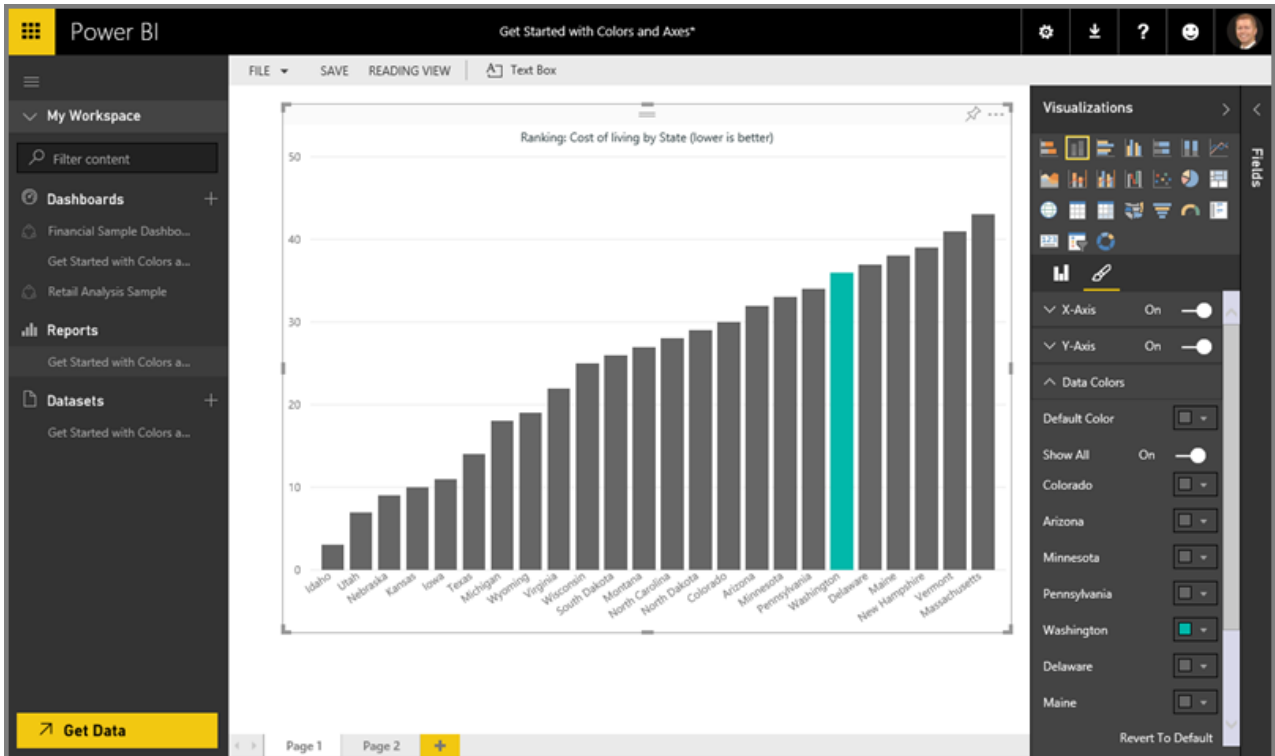 Power BI
Get Started with Colors and Axes*
?
FILE SAVE READING VIEW Text Box
My Workspace
Filter content
Dashboards +
Financial Sample Dashbo...
Get Started with Colors a...
Retail Analysis Sample
Reports
Get Started with Colors a...
Datasets +
Get Started with Colors a...
Get Data
Ranking: Cost of living by State (lower is better)
50
40
30
20
10
0
Idaho
Utah
Nebraska
Kansas
Iowa
Texas
Michigan
Wyoming
Virginia
Wisconsin
South Dakota
Montana
North Carolina
North Dakota
Colorado
Arizona
Minnesota
Pennsylvania
Washington
Delaware
Maine
New Hampshire
Vermont
Massachusetts
Page 1 Page 2 +
Visualizations
Fields
123
X-Axis On
Y-Axis On
Data Colors
Default Color
Show All On
Colorado
Arizona
Minnesota
Pennsylvania
Washington
Delaware
Maine
Revert To Default